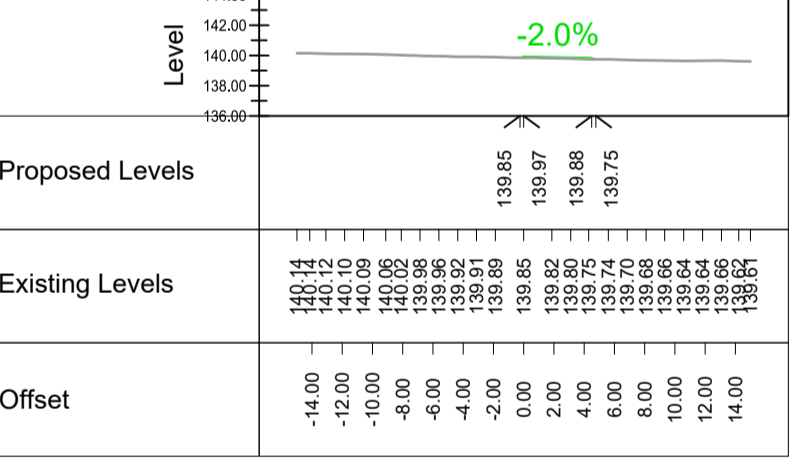 142.00
-2.0%
Level
140.00
138.00
136.00
Proposed Levels
139.85 139.97 139.88 139.75
Existing Levels
140.14 140.14 140.12 140.10 140.09 140.06 140.02 139.98 139.96 139.92 139.91 139.89 139.85 139.82 139.80 139.75 139.74 139.70 139.68 139.66 139.64 139.64 139.66 139.62 139.61
Offset
-14.00 -12.00 -10.00 -8.00 -6.00 -4.00 -2.00 0.00 2.00 4.00 6.00 8.00 10.00 12.00 14.00